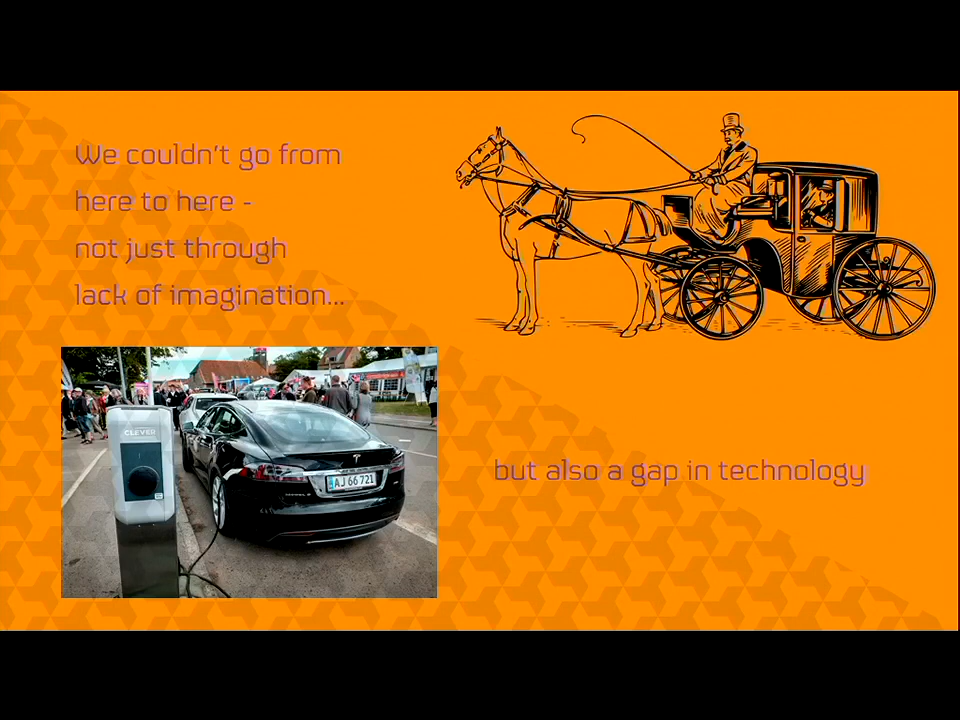 We couldn't go from
here to here -
not just through
lack of imagination...
CLEVER
AJ 66 721
but also a gap in technology